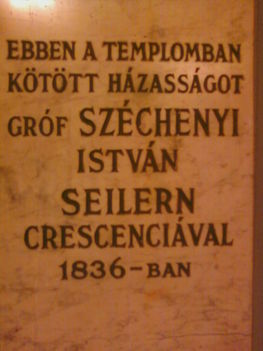 EBBEN A TEMPLOMBAN
KÖTÖTT HÁZASSÁGOT
GRÓF SZÉCHENYI
ISTVÁN
SEILERN
CRESCENCIÁVAL
1836-BAN